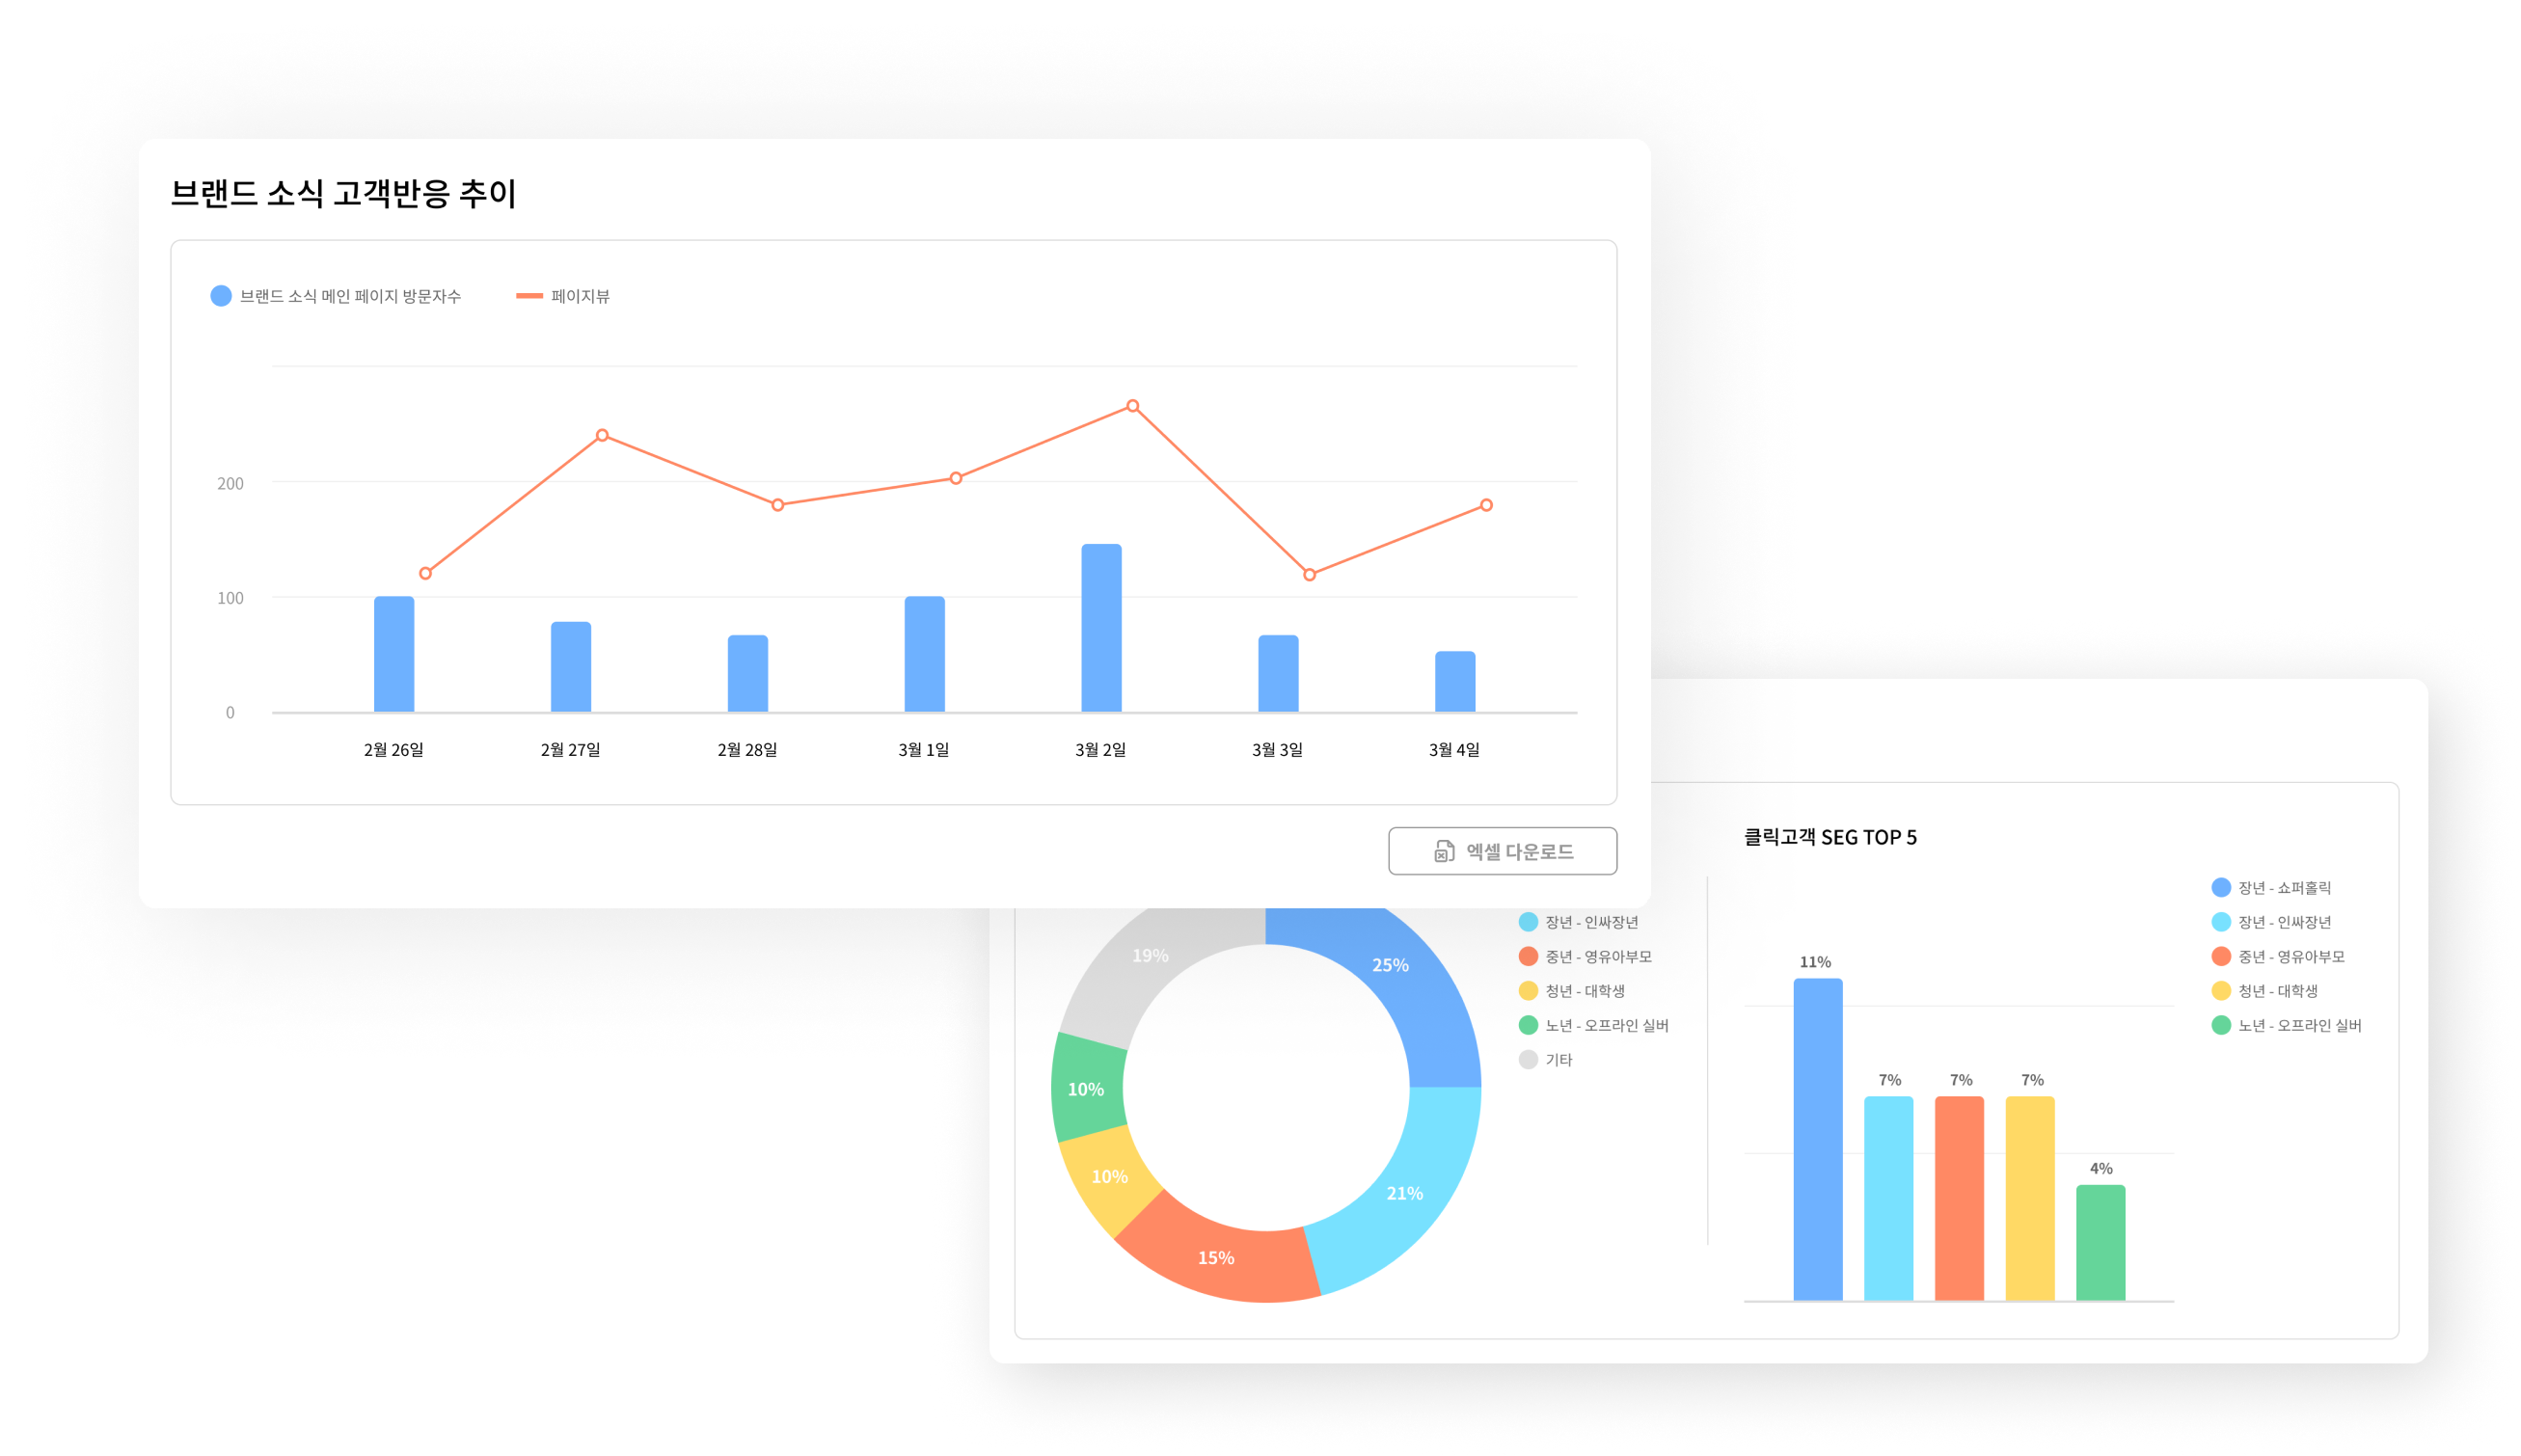 브랜드 소식 고객반응 추이
브랜드 소식 메인 페이지 방문자수
페이지뷰
200
100
0
2월 26일
2월 27일
2월 28일
3월 1일
3월 2일
3월 3일
3월 4일
엑셀 다운로드
19%
25%
10%
10%
21%
15%
장년 - 인싸장년
중년 - 영유아부모
청년 - 대학생
노년 - 오프라인 실버
기타
클릭고객 SEG TOP 5
11%
7%
7%
7%
4%
장년 - 쇼퍼홀릭
장년 - 인싸장년
중년 - 영유아부모
청년 - 대학생
노년 - 오프라인 실버